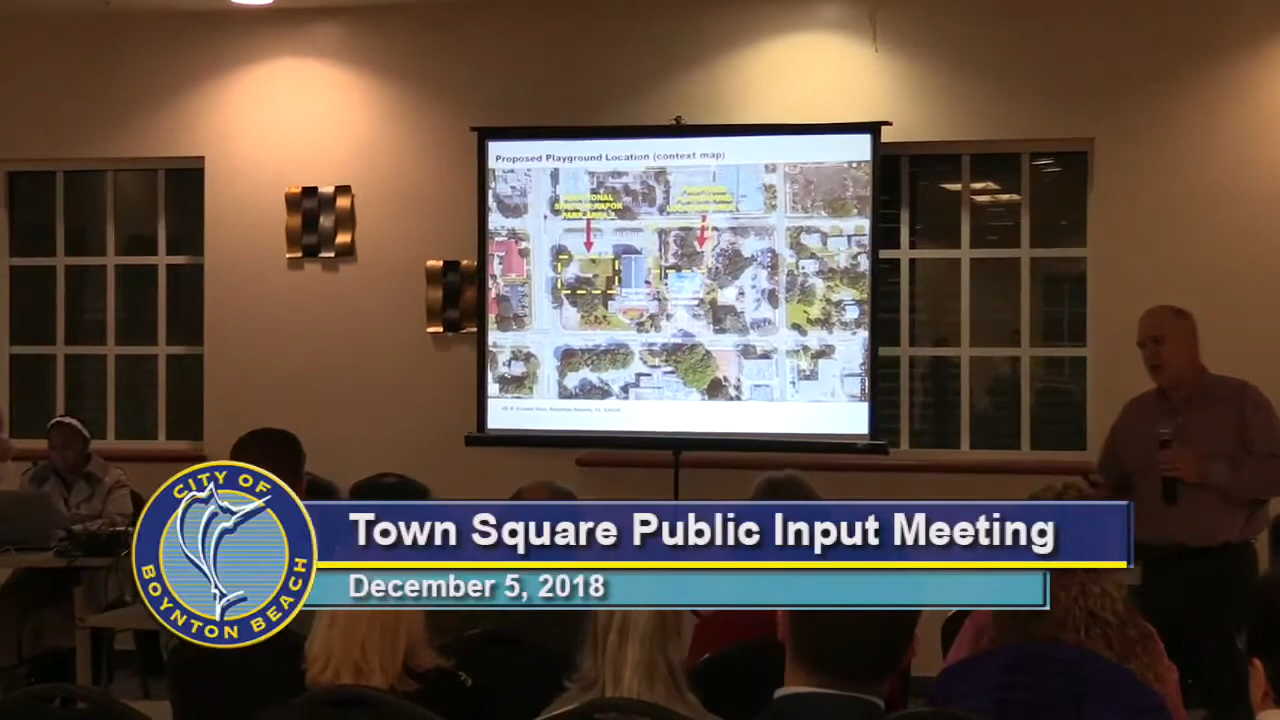 Proposed Playground Location (context map)
CITY OF
BOYNTON BEACH
Town Square Public Input Meeting
December 5, 2018